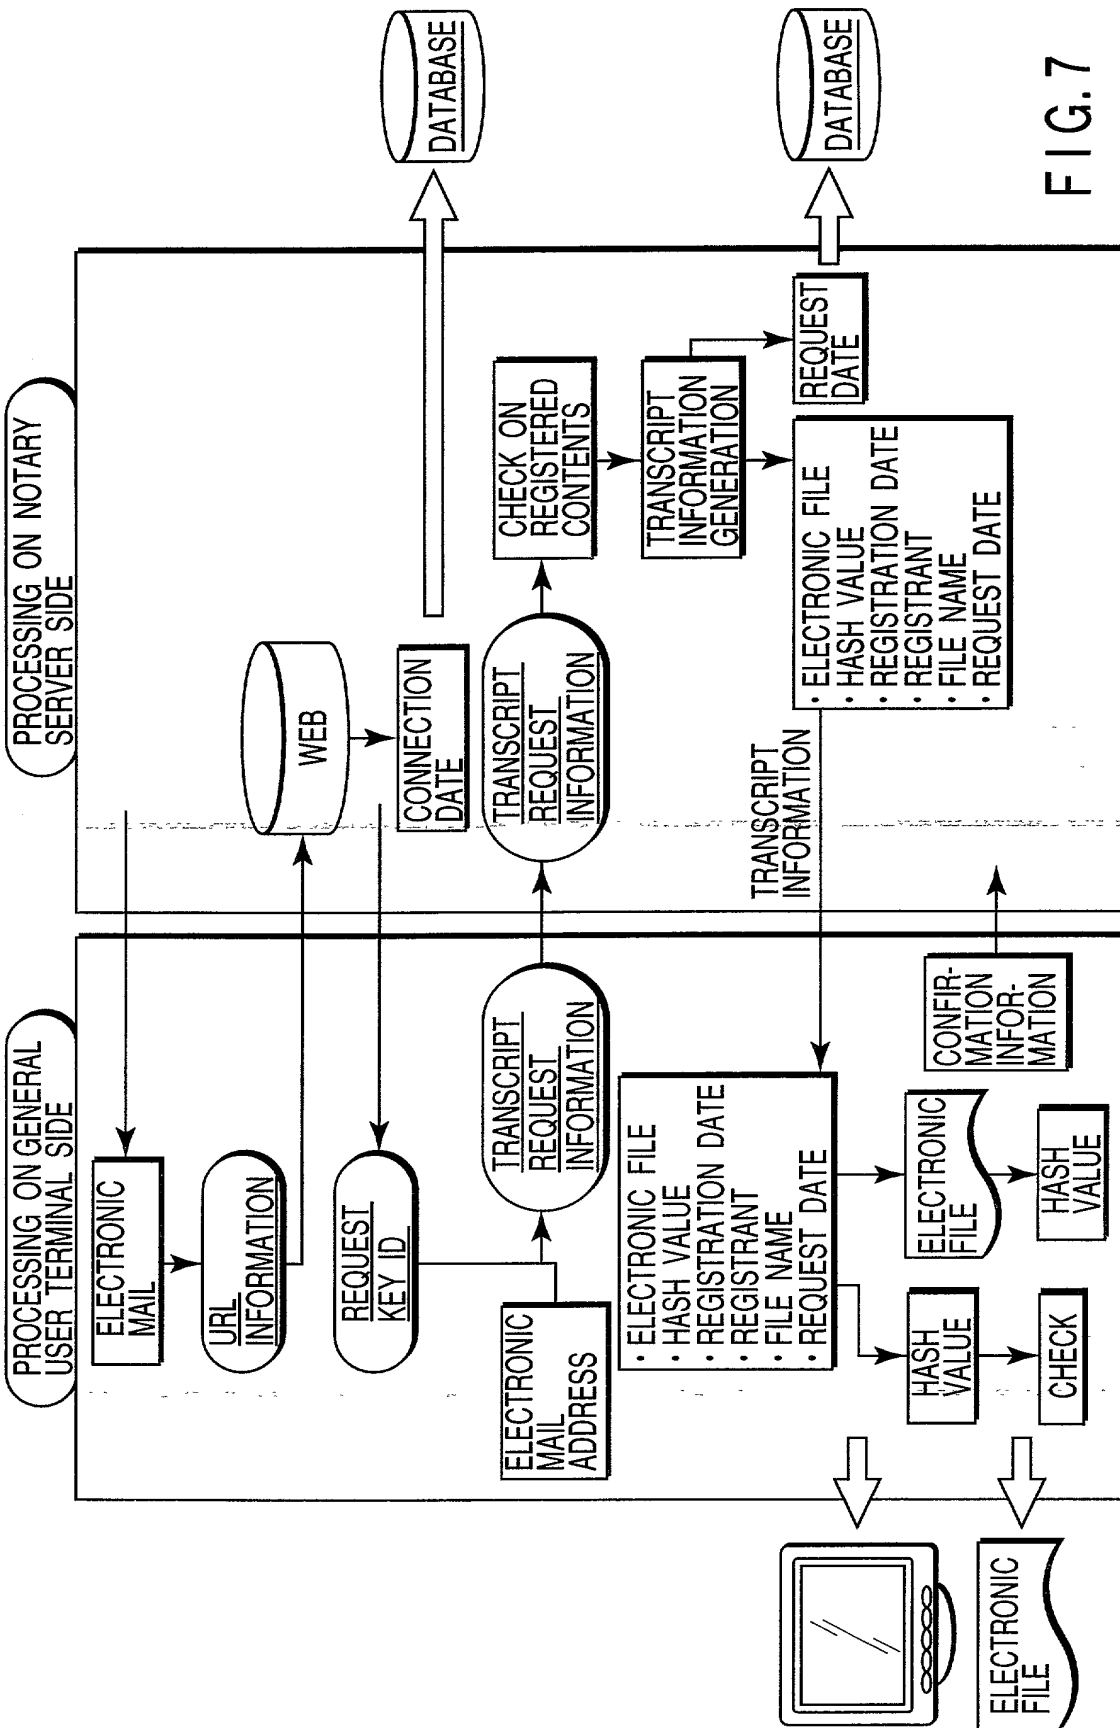 PROCESSING ON GENERAL
USER TERMINAL SIDE
ELECTRONIC
MAIL
URL
INFORMATION
REQUEST
KEY ID
ELECTRONIC
MAIL
ADDRESS
TRANSCRIPT
REQUEST
INFORMATION
• ELECTRONIC FILE
• HASH VALUE
• REGISTRATION DATE
• REGISTRANT
• FILE NAME
• REQUEST DATE
HASH
VALUE
CHECK
ELECTRONIC
FILE
HASH
VALUE
CONFIR-
MATION
INFOR-
MATION
ELECTRONIC
FILE
PROCESSING ON NOTARY
SERVER SIDE
WEB
CONNECTION
DATE
TRANSCRIPT
REQUEST
INFORMATION
CHECK ON
REGISTERED
CONTENTS
TRANSCRIPT
INFORMATION
GENERATION
REQUEST
DATE
• ELECTRONIC FILE
• HASH VALUE
• REGISTRATION DATE
• REGISTRANT
• FILE NAME
• REQUEST DATE
TRANSCRIPT
INFORMATION
DATABASE
DATABASE
FIG. 7